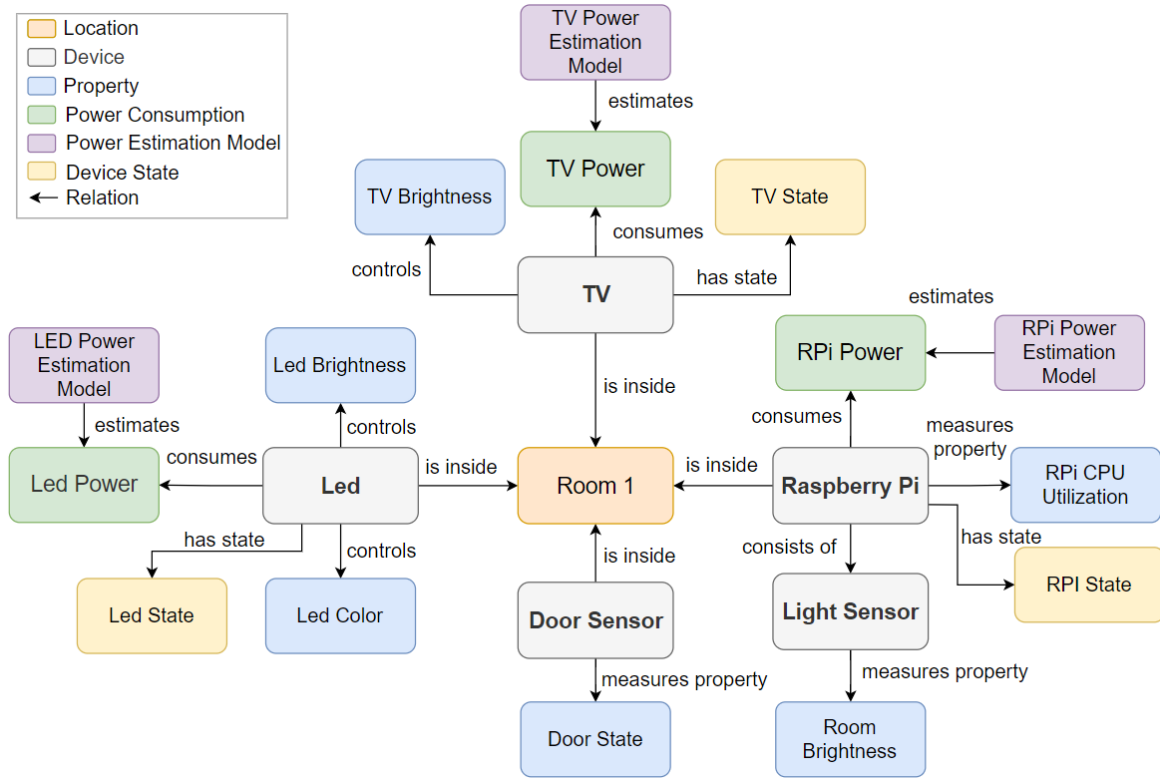 Location
Device
Property
Power Consumption
Power Estimation Model
Device State
Relation
TV Power
Estimation
Model
estimates
TV Power
TV Brightness
TV State
consumes
controls
has state
TV
estimates
LED Power
Estimation
Model
Led Brightness
RPi Power
RPi Power
Estimation
Model
is inside
estimates
controls
consumes
measures
property
Led Power
consumes
Led
is inside
Room 1
is inside
Raspberry Pi
RPi CPU
Utilization
has state
controls
is inside
consists of
has state
Led State
Led Color
Door Sensor
Light Sensor
RPI State
measures property
measures property
Door State
Room
Brightness